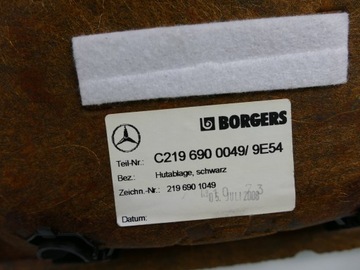 BORGERS
Teil-Nr.: C219 690 0049/ 9E54
Bez.: Hutablage, schwarz
Zeichn.-Nr.: 219 690 1049
Datum: